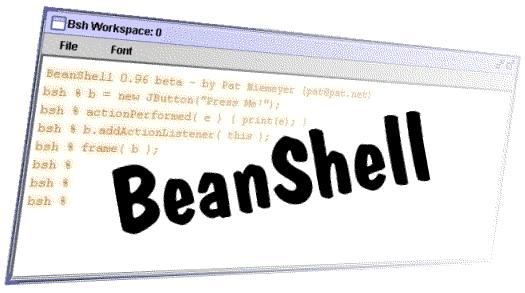 Bsh Workspace: 0
File Font
BeanShell 0.96 beta - by Pat Niemeyer (pat@pat.net)
bsh % b = new JButton("Press Me!");
bsh % actionPerformed( e ) { print(e); }
bsh % b.addActionListener( this );
bsh % frame( b );
bsh %
bsh %
bsh %
BeanShell